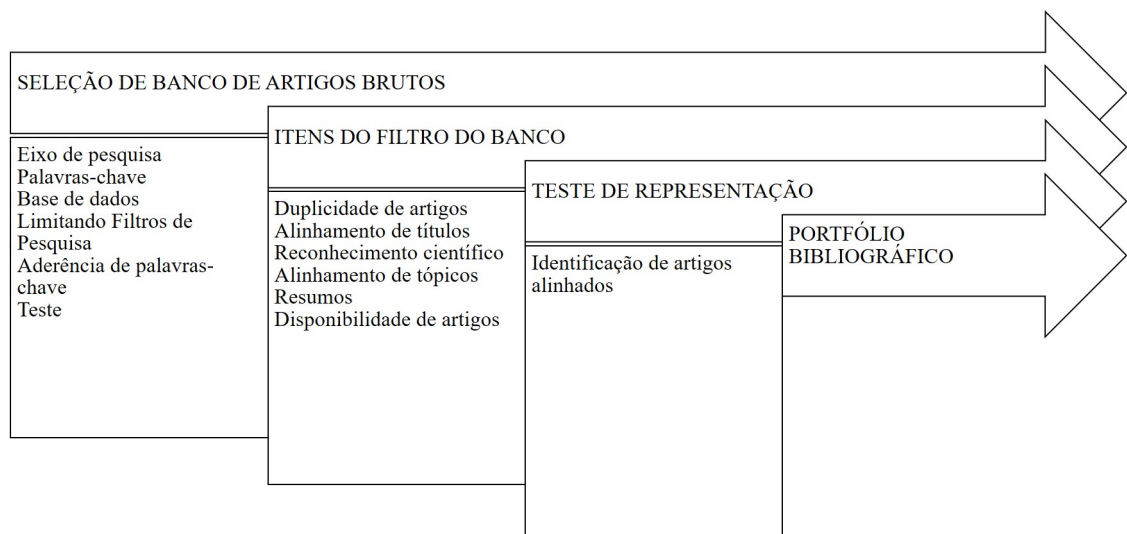 SELEÇÃO DE BANCO DE ARTIGOS BRUTOS
Eixo de pesquisa
Palavras-chave
Base de dados
Limitando Filtros de
Pesquisa
Aderência de palavras-
chave
Teste
ITENS DO FILTRO DO BANCO
Duplicidade de artigos
Alinhamento de títulos
Reconhecimento científico
Alinhamento de tópicos
Resumos
Disponibilidade de artigos
TESTE DE REPRESENTAÇÃO
Identificação de artigos
alinhados
PORTFÓLIO
BIBLIOGRÁFICO